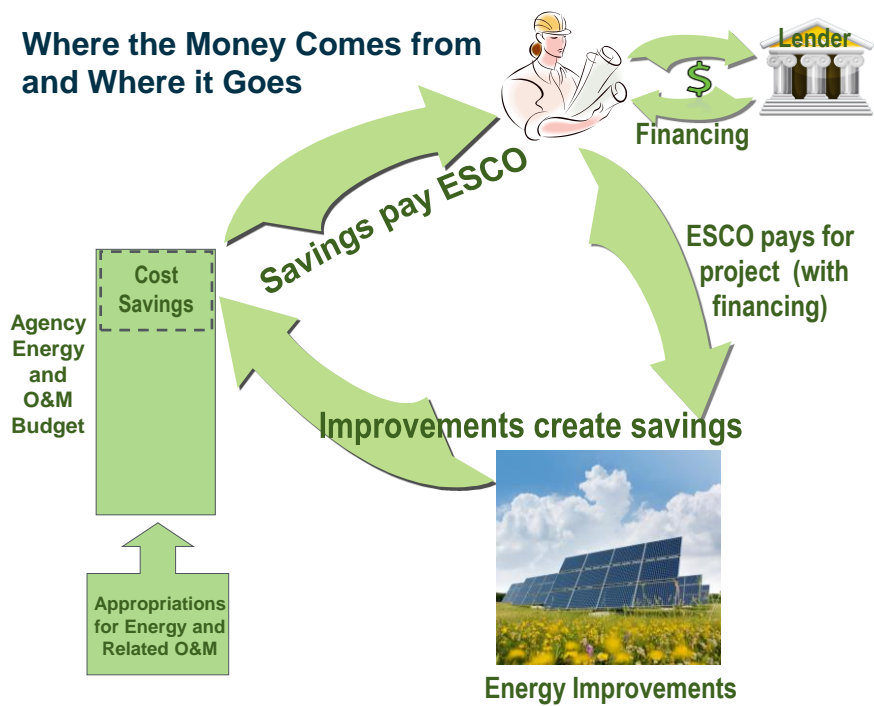 Where the Money Comes from
and Where it Goes
Lender
$
Financing
Savings pay ESCO
ESCO pays for
project (with
financing)
Cost
Savings
Agency
Energy
and
O&M
Budget
Improvements create savings
Appropriations
for Energy and
Related O&M
Energy Improvements